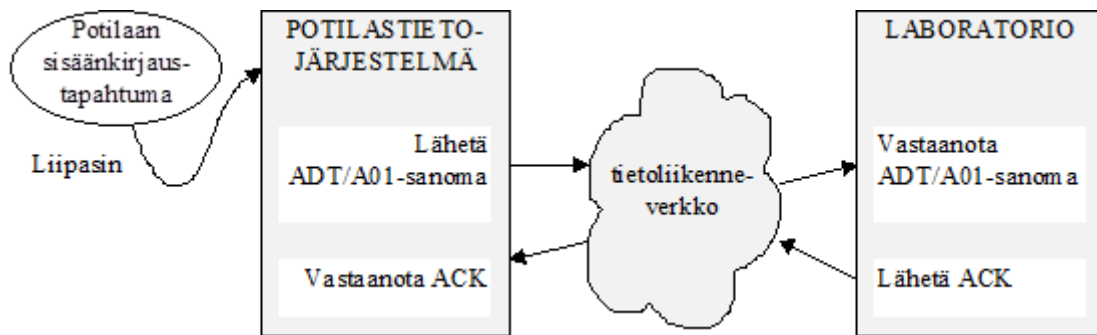 Potilaan
sisäänkirjaus-
tapahtuma
Liipasin
POTILASTIETO-
JÄRJESTELMÄ
Lähetä
ADT/A01-sanoma
Vastaanota ACK
tietoliikenne-
verkko
LABORATORIO
Vastaanota
ADT/A01-sanoma
Lähetä ACK